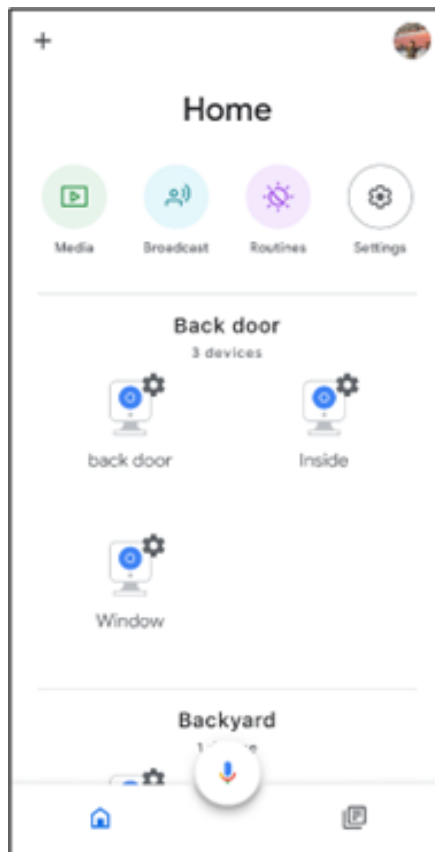 Home
Media Broadcast Routines Settings
Back door
3 devices
back door Inside
Window
Backyard